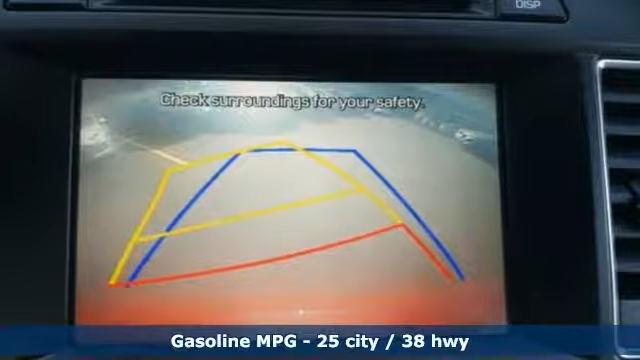 DISP
Check surroundings for your safety.
Gasoline MPG - 25 city / 38 hwy